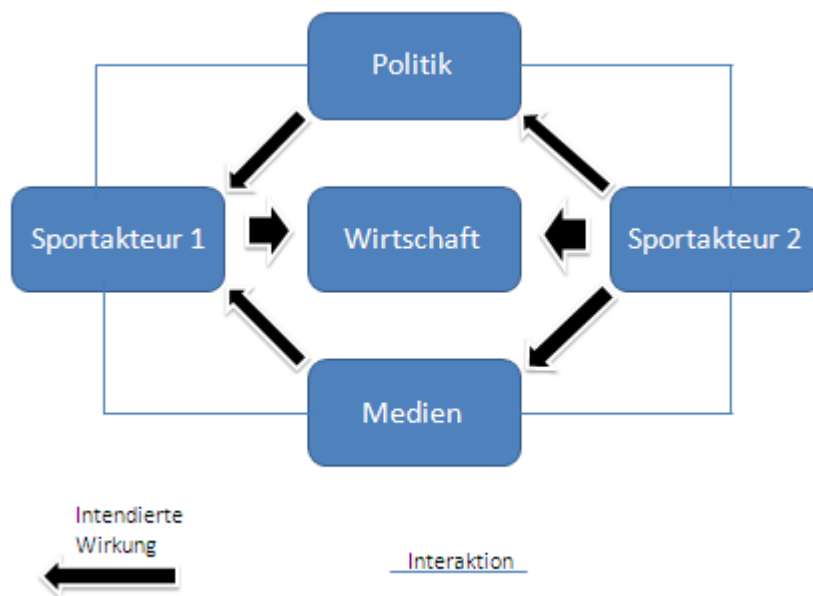 Politik
Sportakteur 1
Wirtschaft
Sportakteur 2
Medien
Intendierte
Wirkung
Interaktion